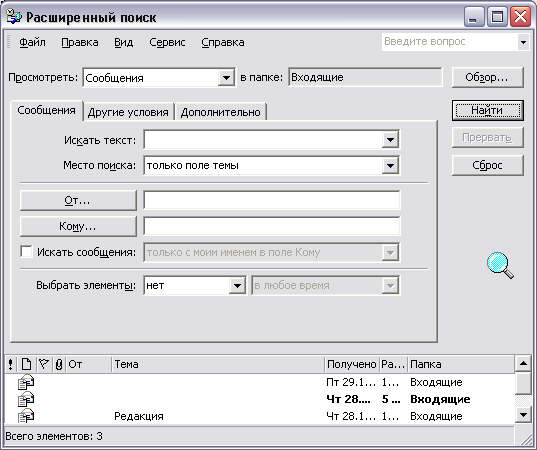 Расширенный поиск
Файл Правка Вид Сервис Справка Введите вопрос
Просмотреть: Сообщения в папке: Входящие Обзор...
Сообщения Другие условия Дополнительно Найти
Искать текст: Прервать
Место поиска: только поле темы Сброс
От...
Кому...
Искать сообщения: только с моим именем в поле Кому
Выбрать элементы: нет в любое время
! От Тема Получено Ра... Папка
Пт 29.1... 1... Входящие
Чт 28.... 5 ... Входящие
Редакция Чт 28.1... 1... Входящие
Всего элементов: 3